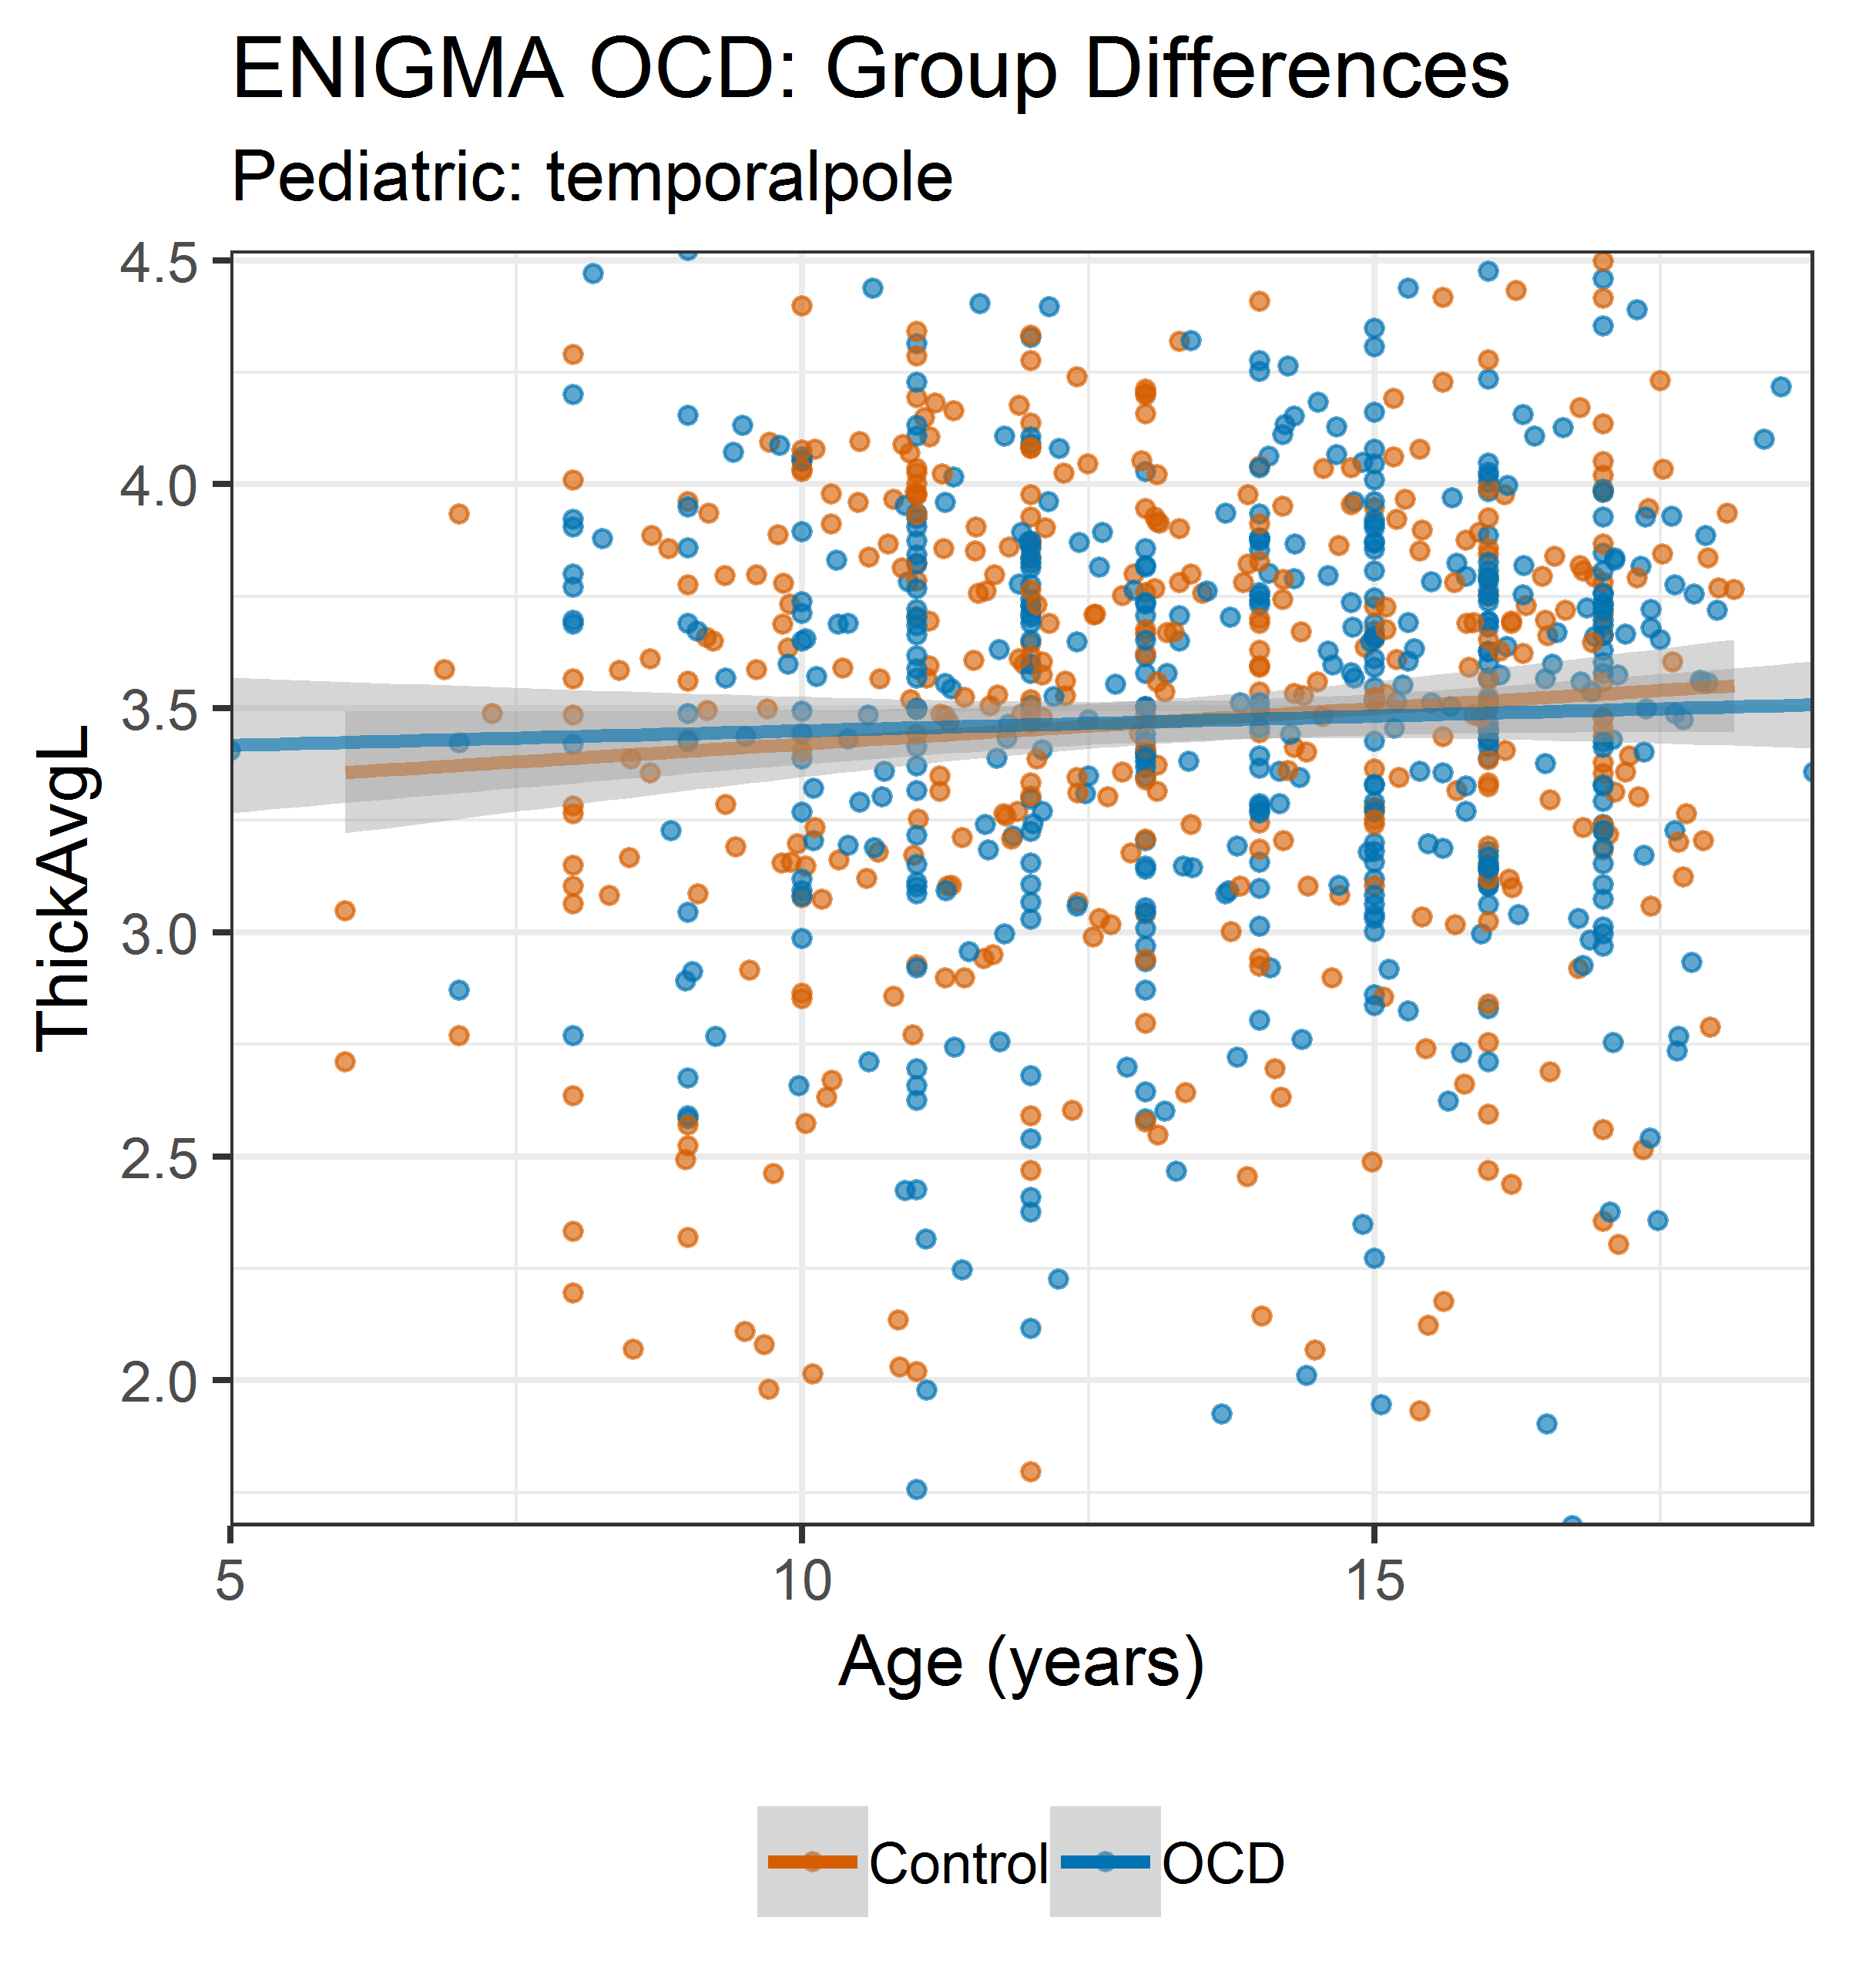 ENIGMA OCD: Group Differences
Pediatric: temporalpole
4.5
4.0
3.5
3.0
2.5
2.0
ThickAvgL
5 10 15
Age (years)
Control OCD